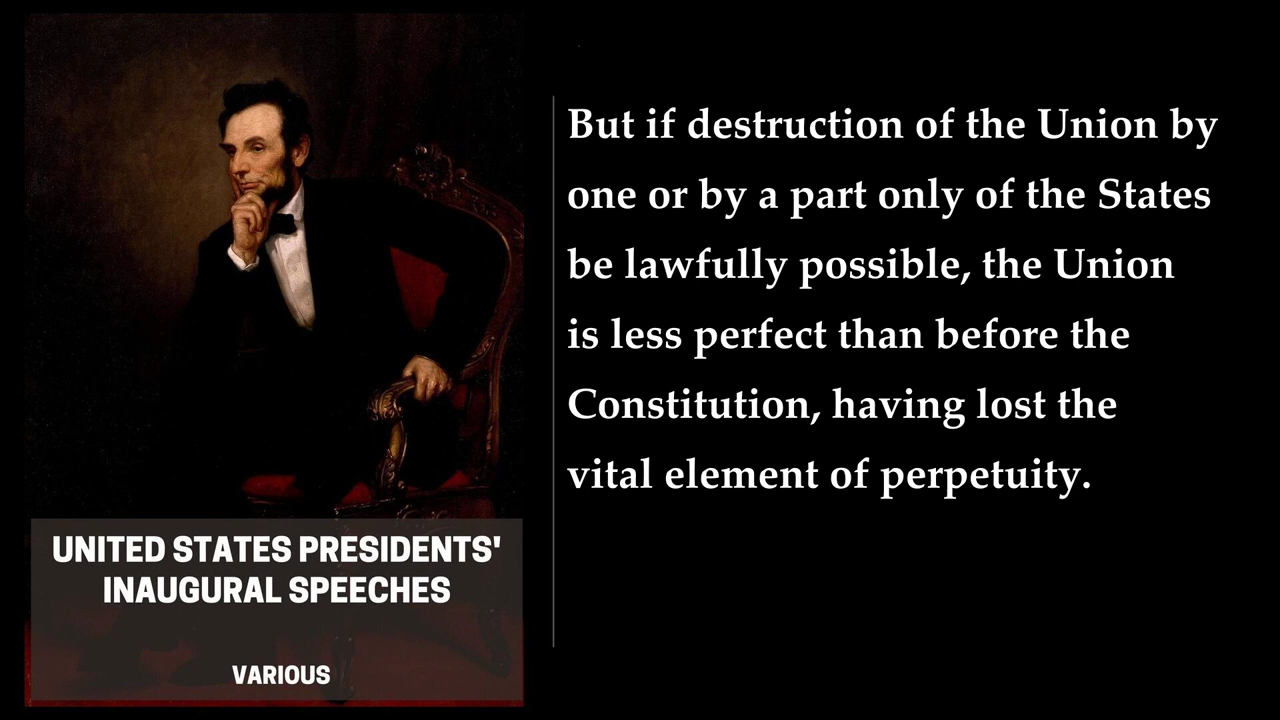 But if destruction of the Union by
one or by a part only of the States
be lawfully possible, the Union
is less perfect than before the
Constitution, having lost the
vital element of perpetuity.
UNITED STATES PRESIDENTS'
INAUGURAL SPEECHES
VARIOUS